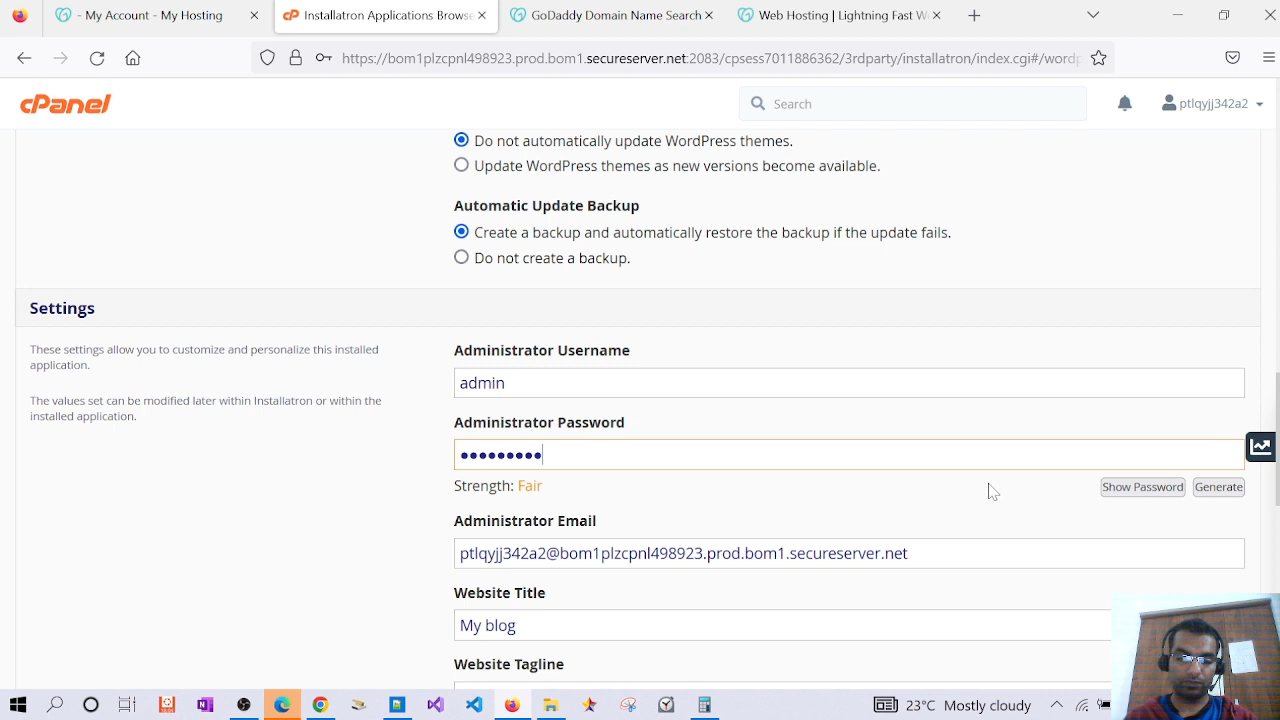 - My Account - My Hosting
Installatron Applications Browse
GoDaddy Domain Name Search
Web Hosting | Lightning Fast W
https://bom1plzcpnl498923.prod.bom1.secureserver.net:2083/cpsess7011886362/3rdparty/installatron/index.cgi#/wordp
cPanel
Search
ptlqyjj342a2
Do not automatically update WordPress themes.
Update WordPress themes as new versions become available.
Automatic Update Backup
Create a backup and automatically restore the backup if the update fails.
Do not create a backup.
Settings
These settings allow you to customize and personalize this installed
application.
The values set can be modified later within Installatron or within the
installed application.
Administrator Username
admin
Administrator Password
•••••••••
Strength: Fair
Show Password
Generate
Administrator Email
ptlqyjj342a2@bom1plzcpnl498923.prod.bom1.secureserver.net
Website Title
My blog
Website Tagline
23°C Mostly cloudy